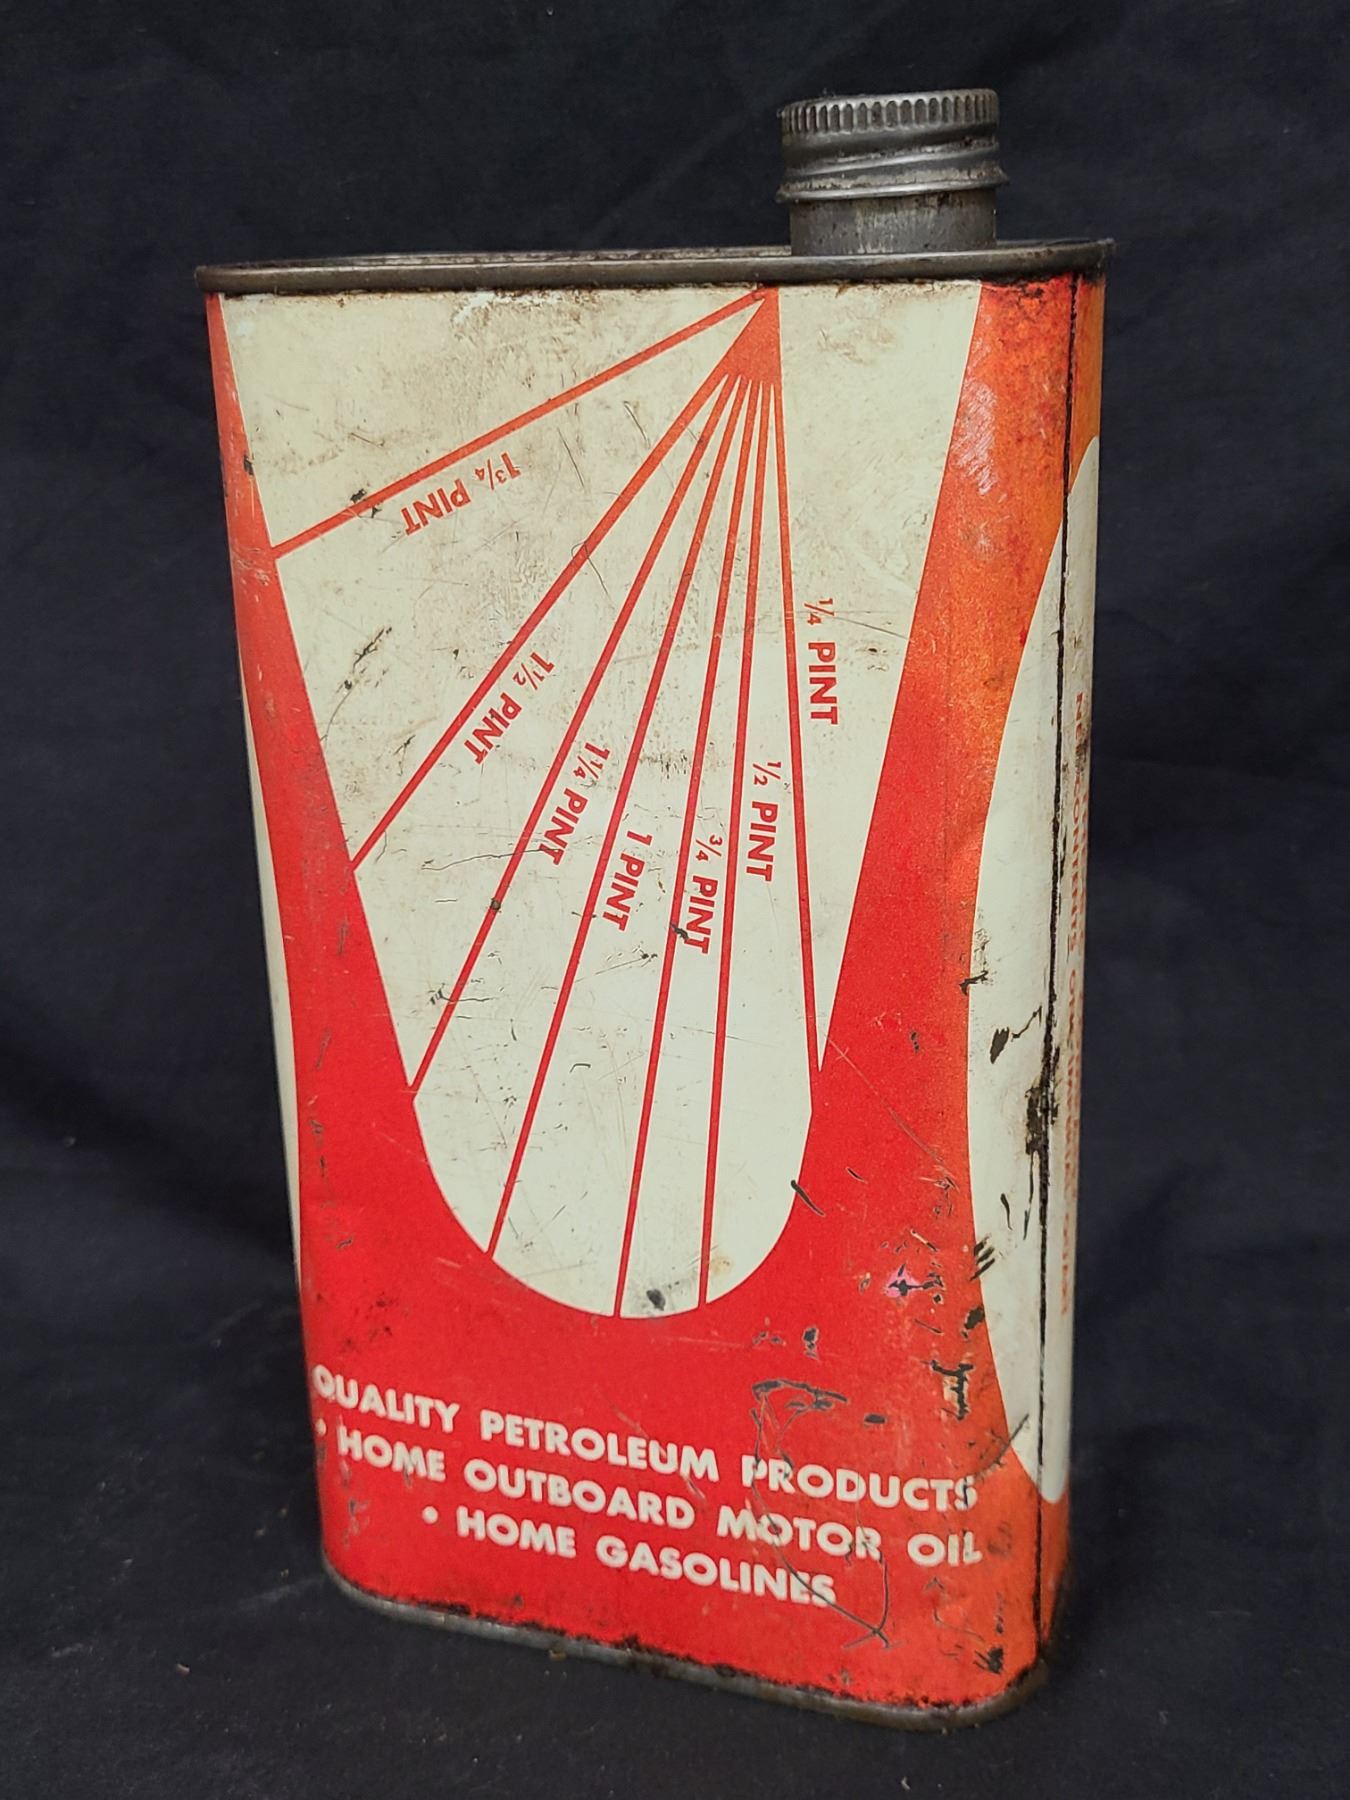 1¾ PINT
1½ PINT
1¼ PINT
1 PINT
¾ PINT
½ PINT
¼ PINT
QUALITY PETROLEUM PRODUCTS
• HOME OUTBOARD MOTOR OIL
• HOME GASOLINES